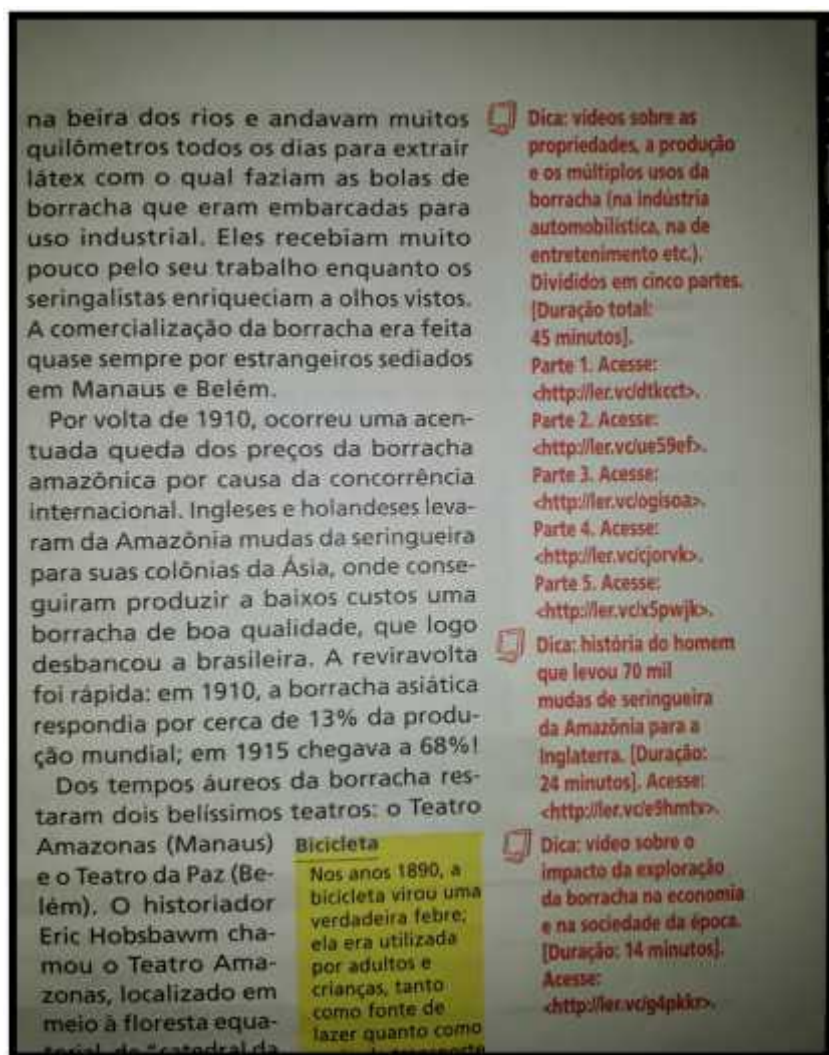 na beira dos rios e andavam muitos
quilômetros todos os dias para extrair
látex com o qual faziam as bolas de
borracha que eram embarcadas para
uso industrial. Eles recebiam muito
pouco pelo seu trabalho enquanto os
seringalistas enriqueciam a olhos vistos.
A comercialização da borracha era feita
quase sempre por estrangeiros sediados
em Manaus e Belém.
Por volta de 1910, ocorreu uma acen-
tuada queda dos preços da borracha
amazônica por causa da concorrência
internacional. Ingleses e holandeses leva-
ram da Amazônia mudas da seringueira
para suas colônias da Ásia, onde conse-
guiram produzir a baixos custos uma
borracha de boa qualidade, que logo
desbancou a brasileira. A reviravolta
foi rápida: em 1910, a borracha asiática
respondia por cerca de 13% da produ-
ção mundial; em 1915 chegava a 68%!
Dos tempos áureos da borracha res-
taram dois belíssimos teatros: o Teatro
Amazonas (Manaus)
e o Teatro da Paz (Be-
lém). O historiador
Eric Hobsbawm cha-
mou o Teatro Ama-
zonas, localizado em
meio à floresta equa-
torial, de "catedral da
Bicicleta
Nos anos 1890, a
bicicleta virou uma
verdadeira febre;
ela era utilizada
por adultos e
crianças, tanto
como fonte de
lazer quanto como
Dica: vídeos sobre as
propriedades, a produção
e os múltiplos usos da
borracha (na indústria
automobilística, na de
entretenimento etc.).
Divididos em cinco partes.
[Duração total:
45 minutos].
Parte 1. Acesse:
<http://ler.vc/dtkcct>.
Parte 2. Acesse:
<http://ler.vc/ue59ef>.
Parte 3. Acesse:
<http://ler.vc/ogisoa>.
Parte 4. Acesse:
<http://ler.vc/cjorvk>.
Parte 5. Acesse:
<http://ler.vc/x5pwjk>.
Dica: história do homem
que levou 70 mil
mudas de seringueira
da Amazônia para a
Inglaterra. [Duração:
24 minutos]. Acesse:
<http://ler.vc/e9hmtv>.
Dica: vídeo sobre o
impacto da exploração
da borracha na economia
e na sociedade da época.
[Duração: 14 minutos].
Acesse:
<http://ler.vc/g4pkkr>.